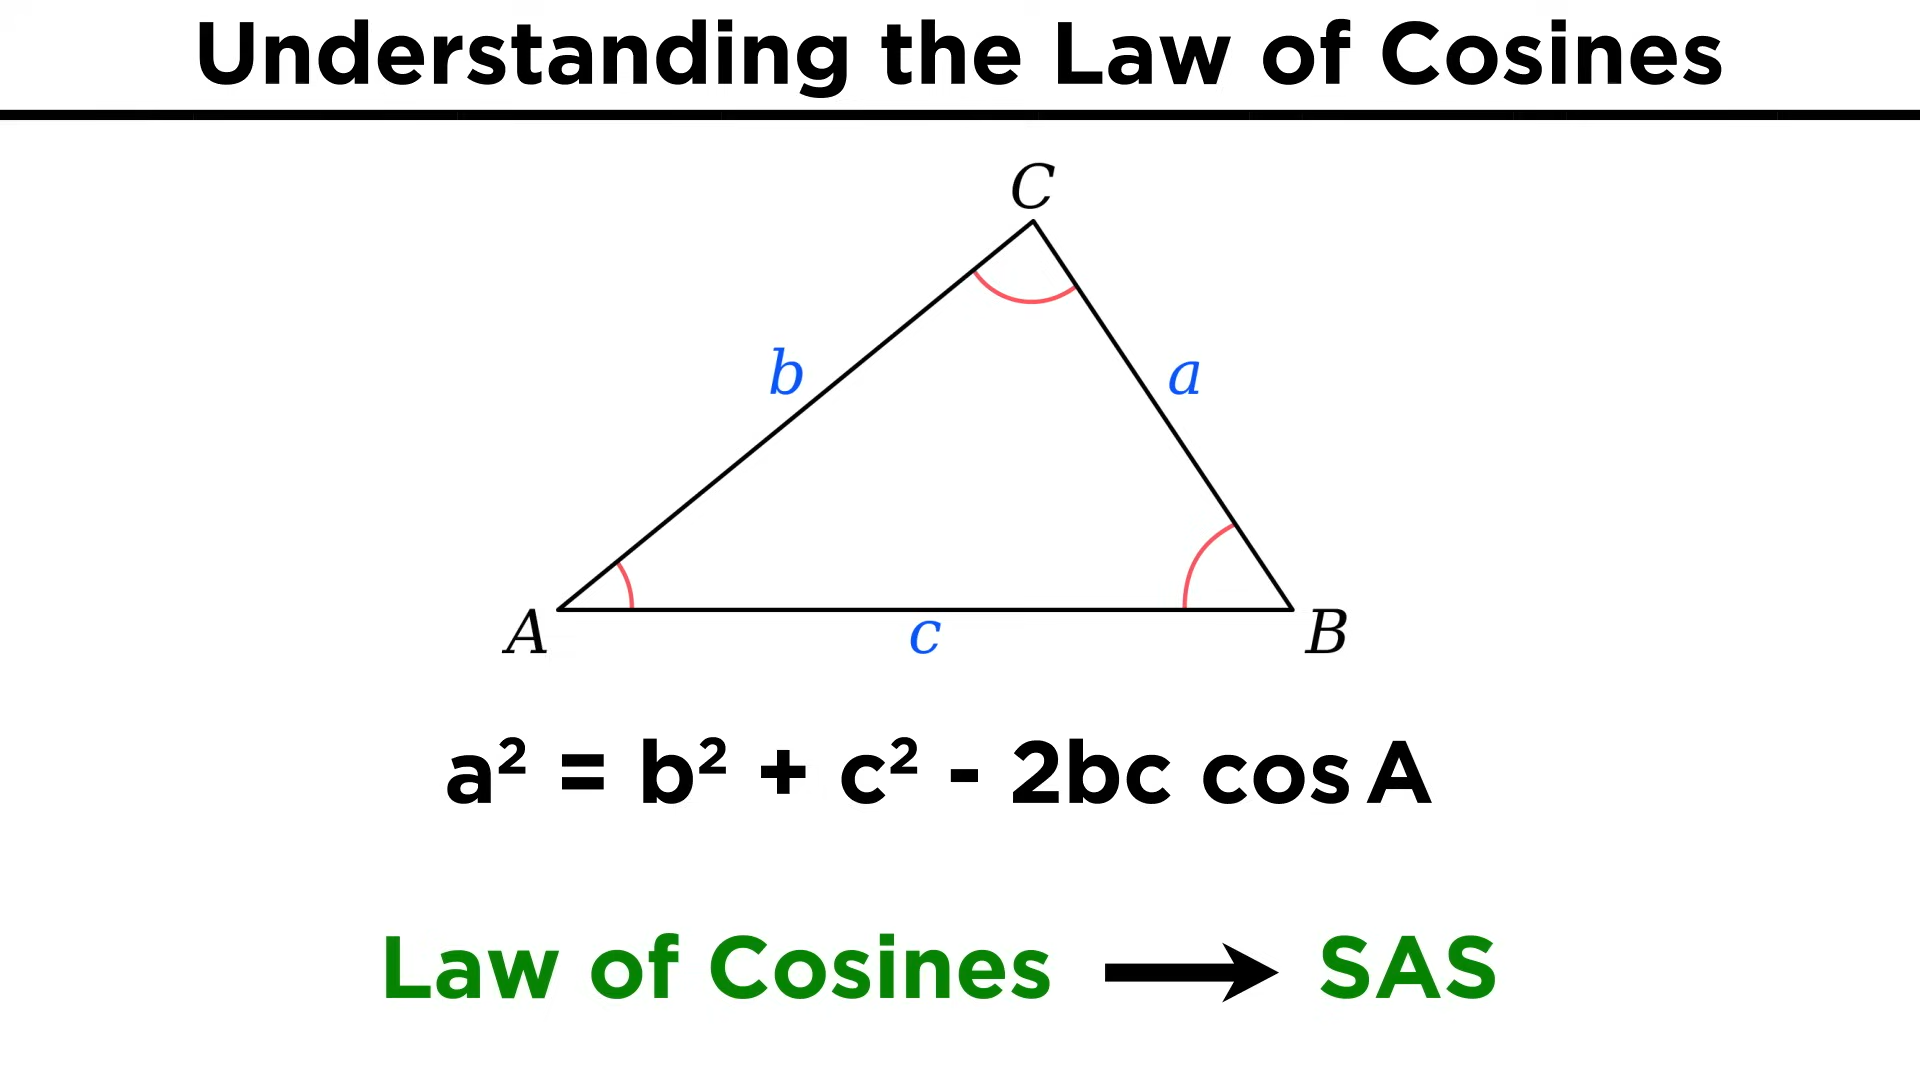 Understanding the Law of Cosines
C
b
a
A
c
B
a² = b² + c² - 2bc cos A
Law of Cosines → SAS